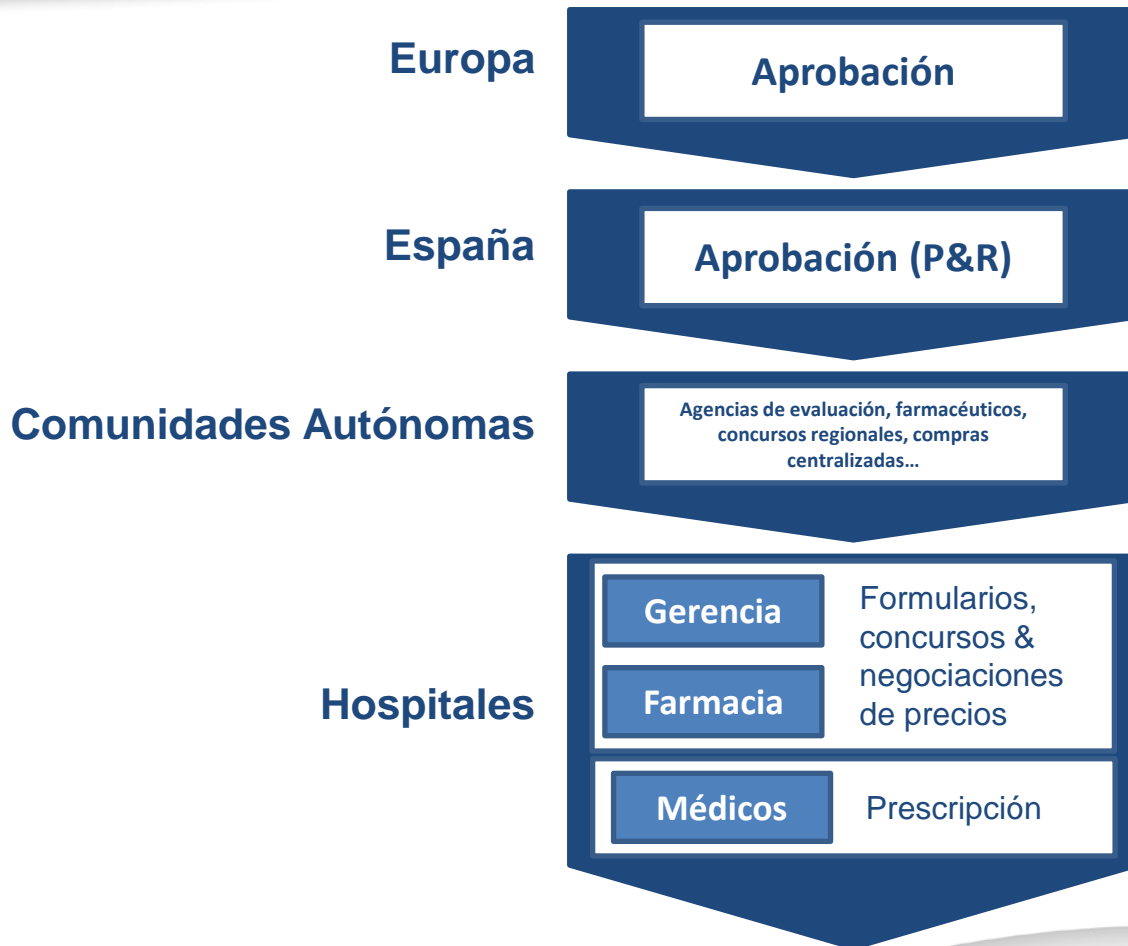 Europa
Aprobación
España
Aprobación (P&R)
Comunidades Autónomas
Agencias de evaluación, farmacéuticos,
concursos regionales, compras
centralizadas…
Hospitales
Gerencia
Farmacia
Formularios,
concursos &
negociaciones
de precios
Médicos
Prescripción